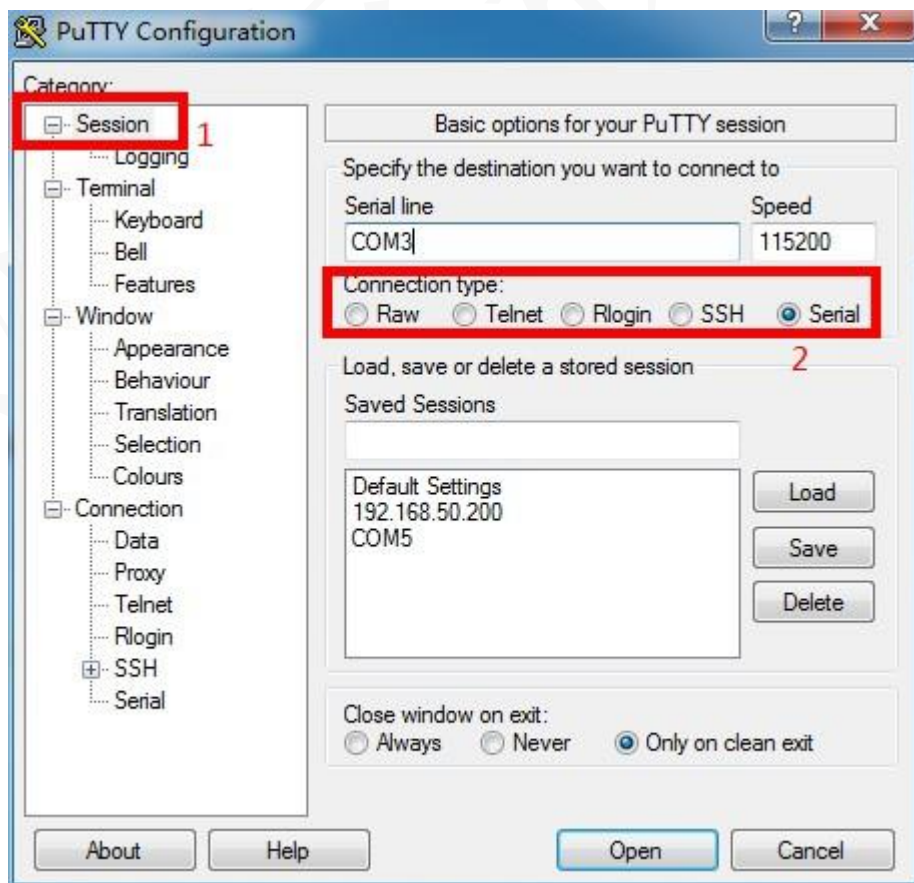 PuTTY Configuration
?
X
Category:
Session
1
Logging
Terminal
Keyboard
Bell
Features
Window
Appearance
Behaviour
Translation
Selection
Colours
Connection
Data
Proxy
Telnet
Rlogin
SSH
Serial
Basic options for your PuTTY session
Specify the destination you want to connect to
Serial line Speed
COM3 115200
Connection type:
Raw Telnet Rlogin SSH Serial
2
Load, save or delete a stored session
Saved Sessions
Default Settings
192.168.50.200
COM5
Load
Save
Delete
Close window on exit:
Always Never Only on clean exit
About Help Open Cancel